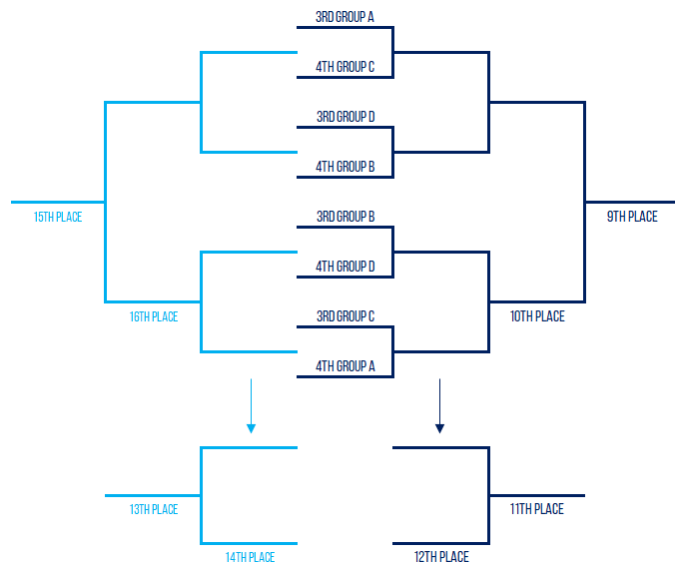 3RD GROUP A
4TH GROUP C
3RD GROUP D
4TH GROUP B
15TH PLACE
9TH PLACE
3RD GROUP B
4TH GROUP D
16TH PLACE
10TH PLACE
3RD GROUP C
4TH GROUP A
13TH PLACE
11TH PLACE
14TH PLACE
12TH PLACE